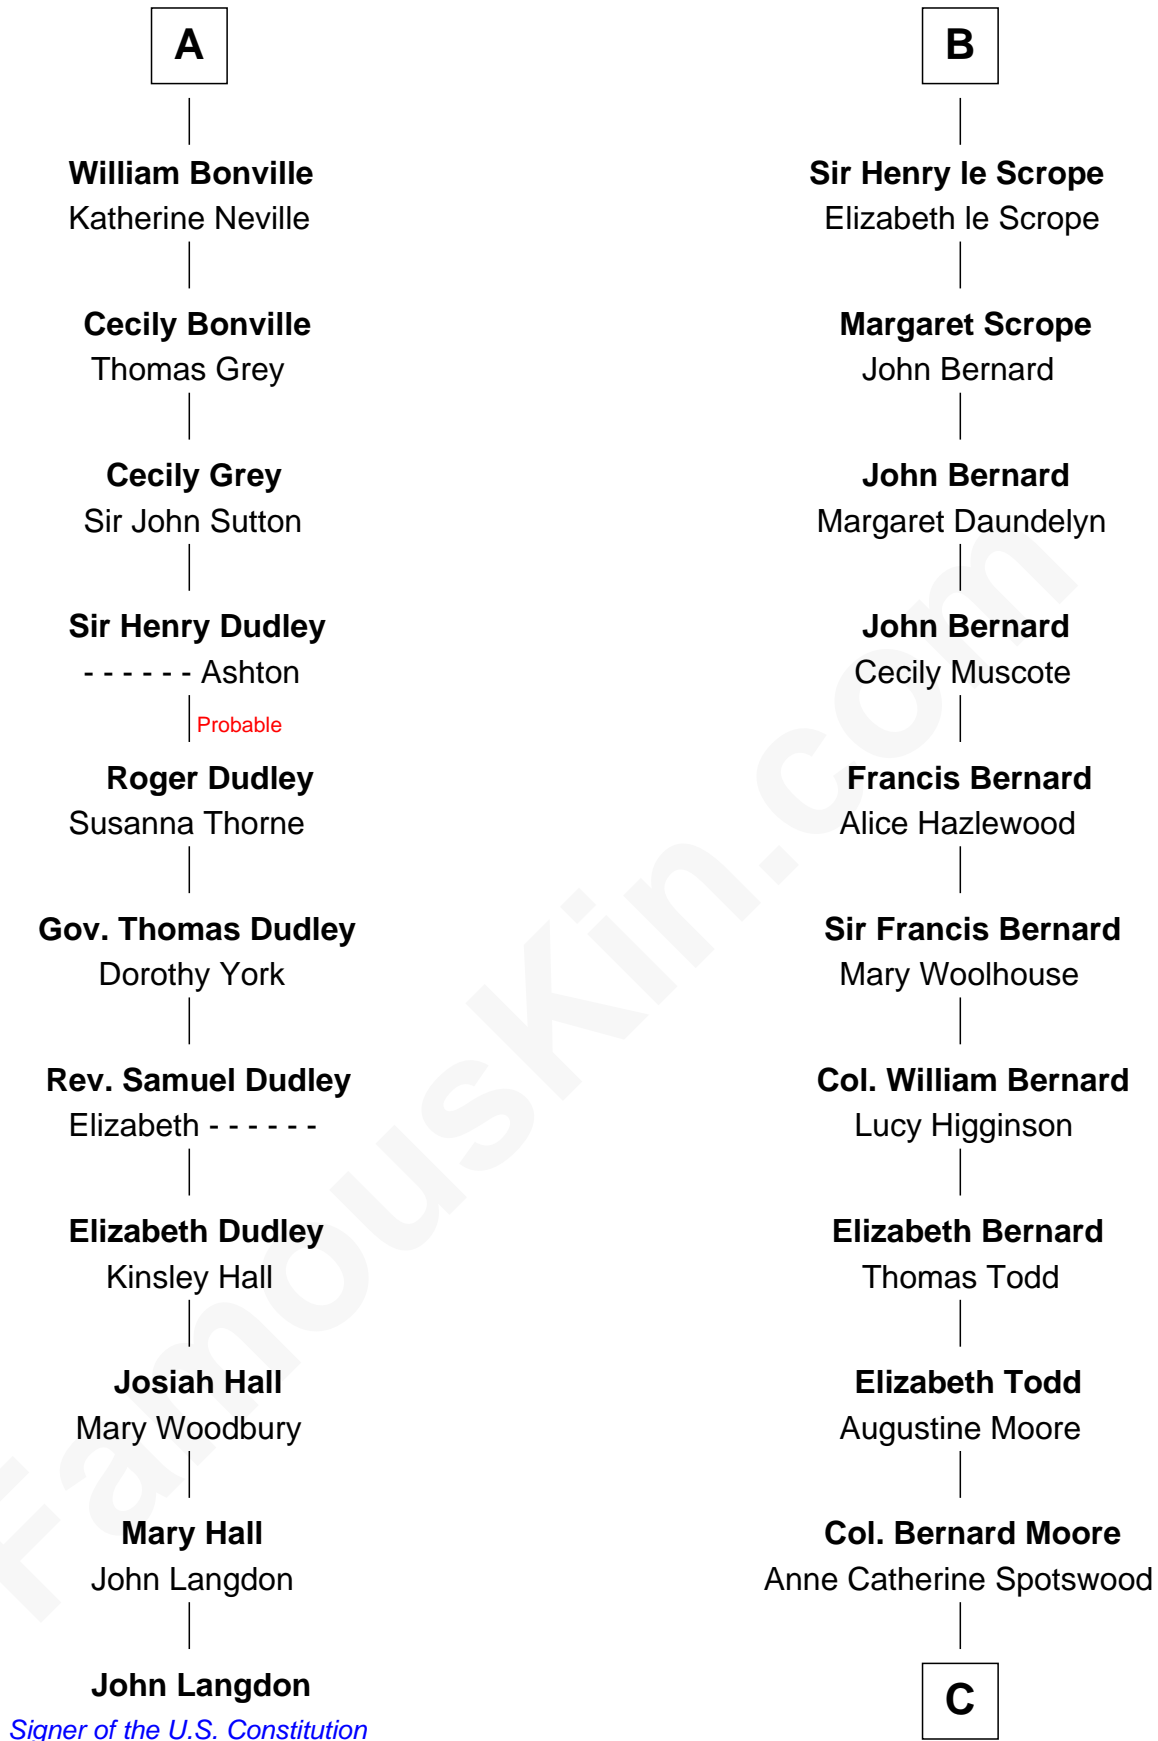 A
William Bonville
Katherine Neville
Cecily Bonville
Thomas Grey
Cecily Grey
Sir John Sutton
Sir Henry Dudley
- - - - - - Ashton
Probable
Roger Dudley
Susanna Thorne
Gov. Thomas Dudley
Dorothy York
Rev. Samuel Dudley
Elizabeth - - - - - -
Elizabeth Dudley
Kinsley Hall
Josiah Hall
Mary Woodbury
Mary Hall
John Langdon
John Langdon
Signer of the U.S. Constitution
B
Sir Henry le Scrope
Elizabeth le Scrope
Margaret Scrope
John Bernard
John Bernard
Margaret Daundelyn
John Bernard
Cecily Muscote
Francis Bernard
Alice Hazlewood
Sir Francis Bernard
Mary Woolhouse
Col. William Bernard
Lucy Higginson
Elizabeth Bernard
Thomas Todd
Elizabeth Todd
Augustine Moore
Col. Bernard Moore
Anne Catherine Spotswood
C
FamousKin.com